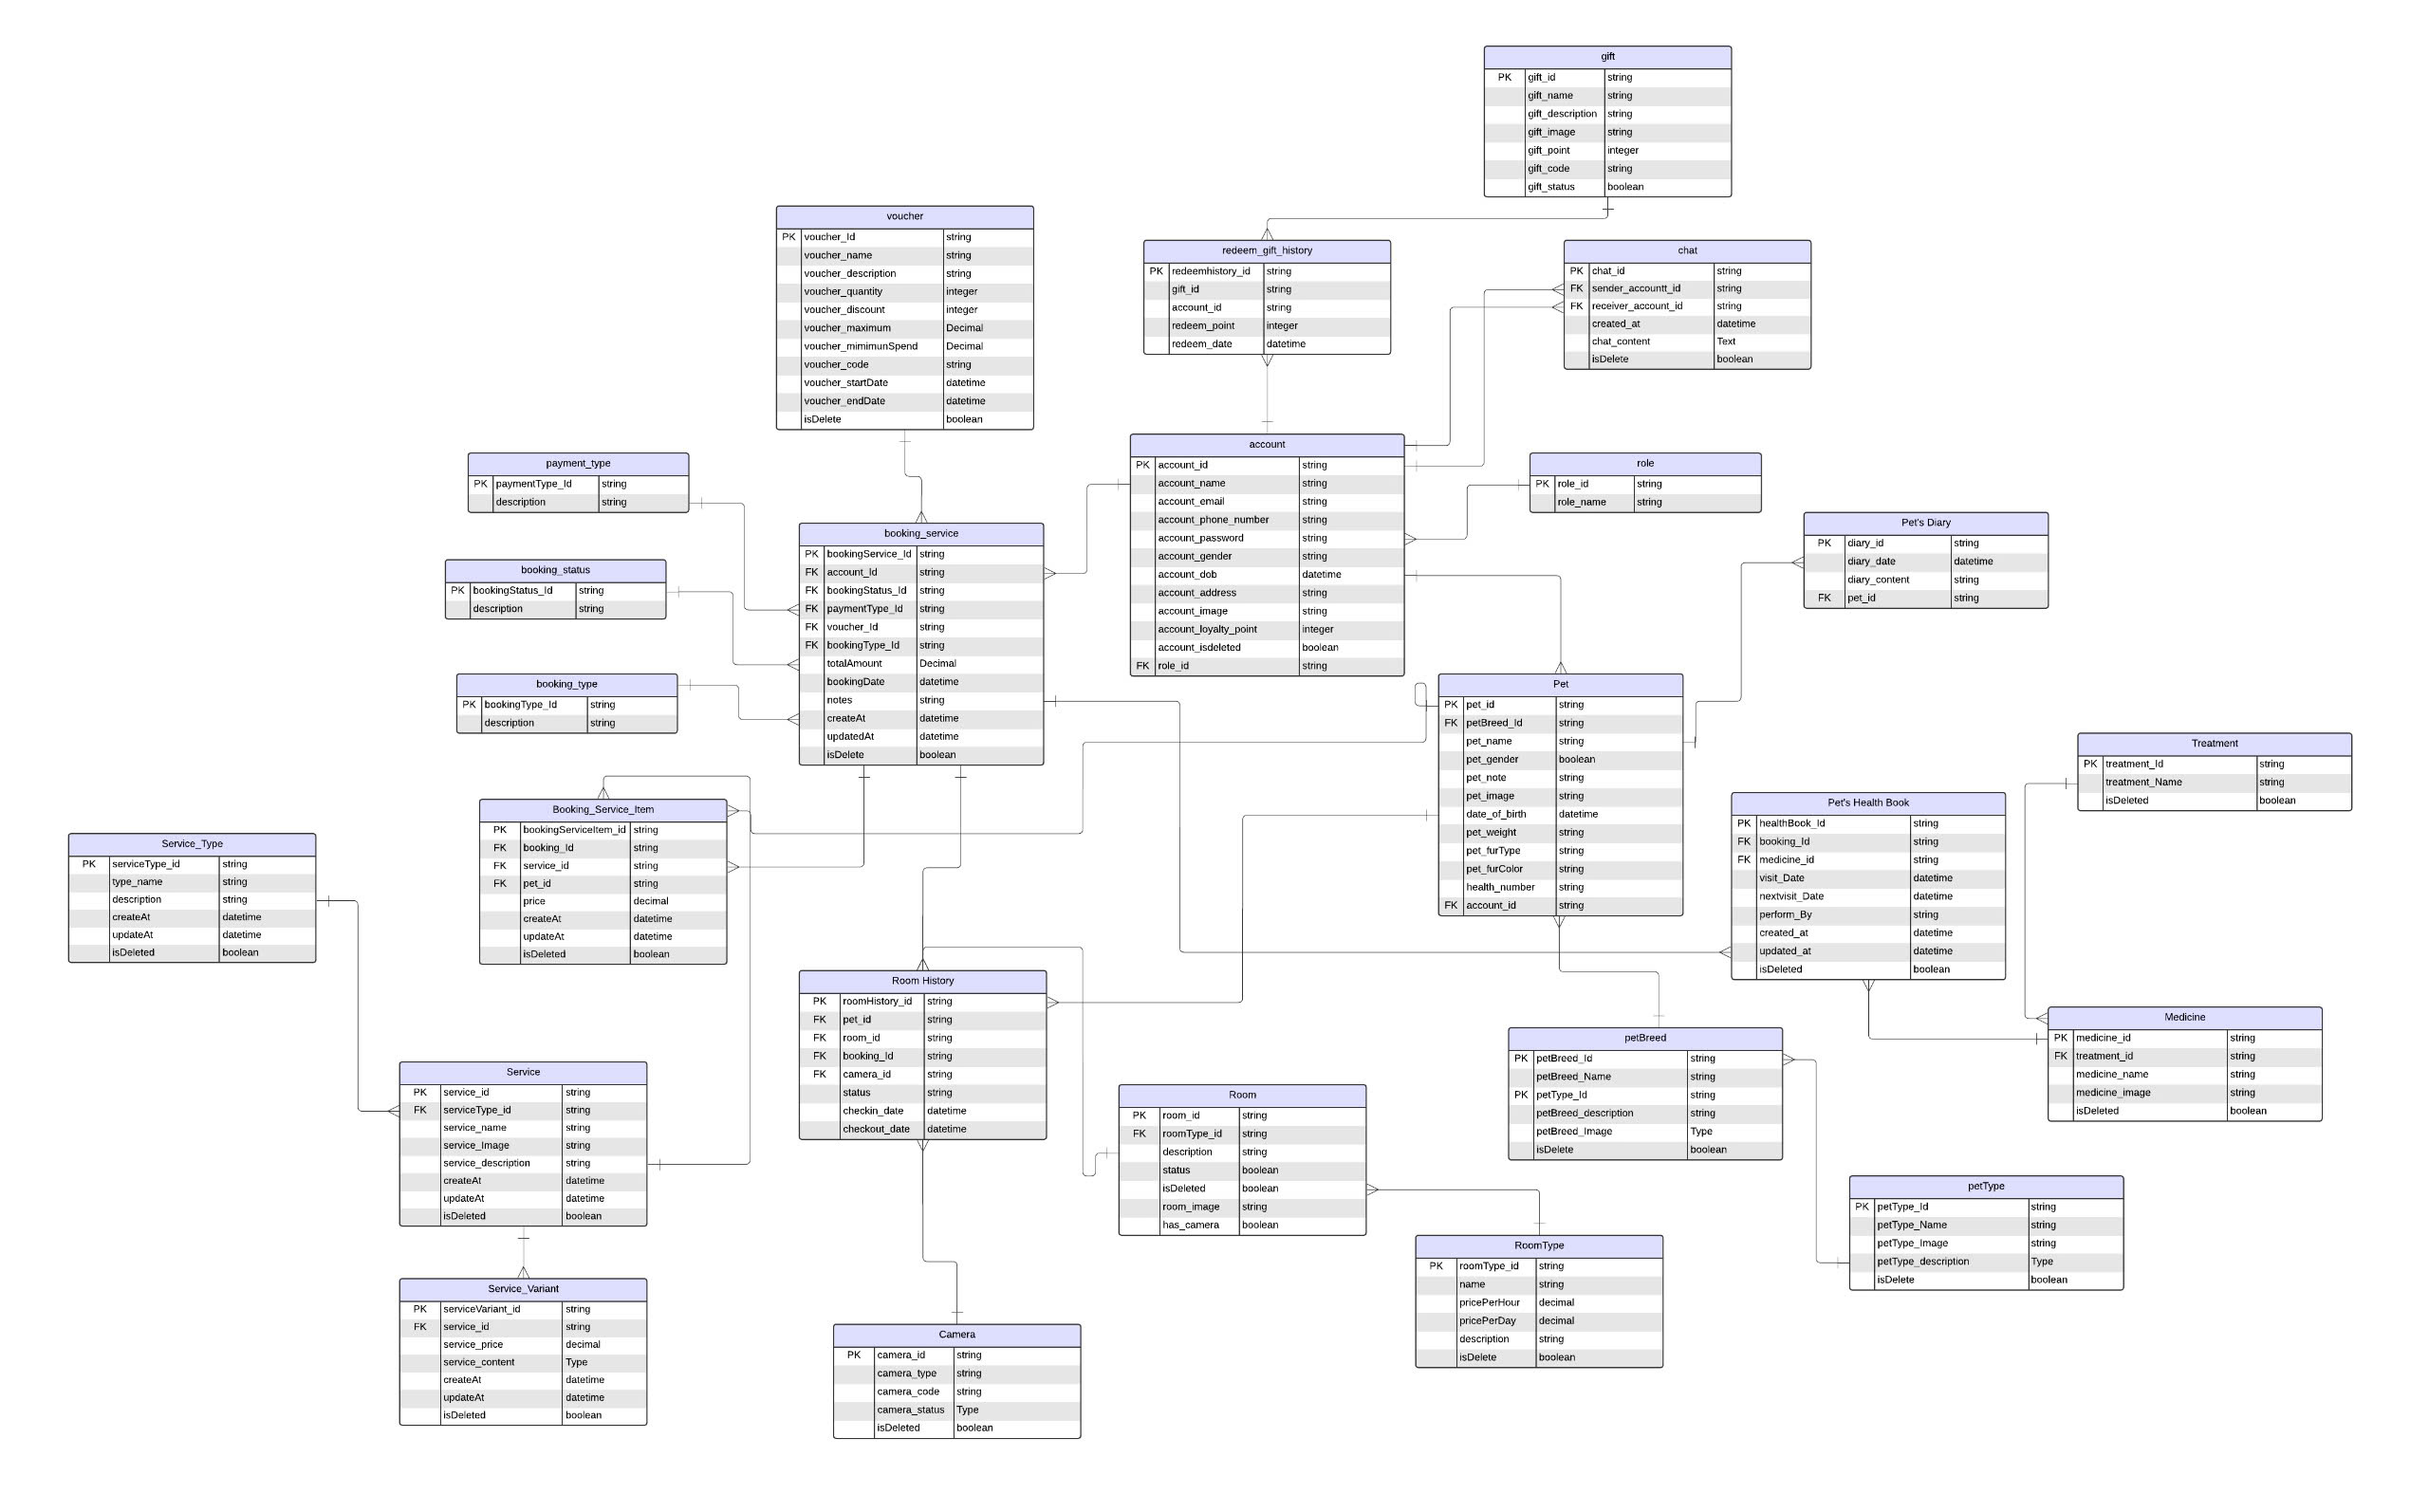 gift
PK gift_id string
gift_name string
gift_description string
gift_image string
gift_point integer
gift_code string
gift_status boolean
voucher
PK voucher_Id string
voucher_name string
voucher_description string
voucher_quantity integer
voucher_discount integer
voucher_maximum Decimal
voucher_mimimunSpend Decimal
voucher_code string
voucher_startDate datetime
voucher_endDate datetime
isDelete boolean
redeem_gift_history
PK redeemhistory_id string
gift_id string
account_id string
redeem_point integer
redeem_date datetime
chat
PK chat_id string
FK sender_accountt_id string
FK receiver_account_id string
created_at datetime
chat_content Text
isDelete boolean
account
PK account_id string
account_name string
account_email string
account_phone_number string
account_password string
account_gender string
account_dob datetime
account_address string
account_image string
account_loyalty_point integer
account_isdeleted boolean
FK role_id string
payment_type
PK paymentType_Id string
description string
role
PK role_id string
role_name string
Pet's Diary
PK diary_id string
diary_date datetime
diary_content string
FK pet_id string
booking_service
PK bookingService_Id string
FK account_Id string
FK bookingStatus_Id string
FK paymentType_Id string
FK voucher_Id string
FK bookingType_Id string
totalAmount Decimal
bookingDate datetime
notes string
createAt datetime
updatedAt datetime
isDelete boolean
booking_status
PK bookingStatus_Id string
description string
booking_type
PK bookingType_Id string
description string
Pet
PK pet_id string
FK petBreed_Id string
pet_name string
pet_gender boolean
pet_note string
pet_image string
date_of_birth datetime
pet_weight string
pet_furType string
pet_furColor string
health_number string
FK account_id string
Treatment
PK treatment_Id string
treatment_Name string
isDeleted boolean
Pet's Health Book
PK healthBook_Id string
FK booking_Id string
FK medicine_id string
visit_Date datetime
nextvisit_Date datetime
perform_By string
created_at datetime
updated_at datetime
isDeleted boolean
Booking_Service_Item
PK bookingServiceItem_id string
FK booking_Id string
FK service_id string
FK pet_id string
price decimal
createAt datetime
updateAt datetime
isDeleted boolean
Service_Type
PK serviceType_id string
type_name string
description string
createAt datetime
updateAt datetime
isDeleted boolean
Room History
PK roomHistory_id string
FK pet_id string
FK room_id string
FK booking_Id string
FK camera_id string
status string
checkin_date datetime
checkout_date datetime
Medicine
PK medicine_id string
FK treatment_id string
medicine_name string
medicine_image string
isDeleted boolean
petBreed
PK petBreed_Id string
petBreed_Name string
PK petType_Id string
petBreed_description string
petBreed_Image Type
isDelete boolean
Service
PK service_id string
FK serviceType_id string
service_name string
service_Image string
service_description string
createAt datetime
updateAt datetime
isDeleted boolean
Room
PK room_id string
FK roomType_id string
description string
status boolean
isDeleted boolean
room_image string
has_camera boolean
petType
PK petType_Id string
petType_Name string
petType_Image string
petType_description Type
isDelete boolean
RoomType
PK roomType_id string
name string
pricePerHour decimal
pricePerDay decimal
description string
isDelete boolean
Service_Variant
PK serviceVariant_id string
FK service_id string
service_price decimal
service_content Type
createAt datetime
updateAt datetime
isDeleted boolean
Camera
PK camera_id string
camera_type string
camera_code string
camera_status Type
isDeleted boolean